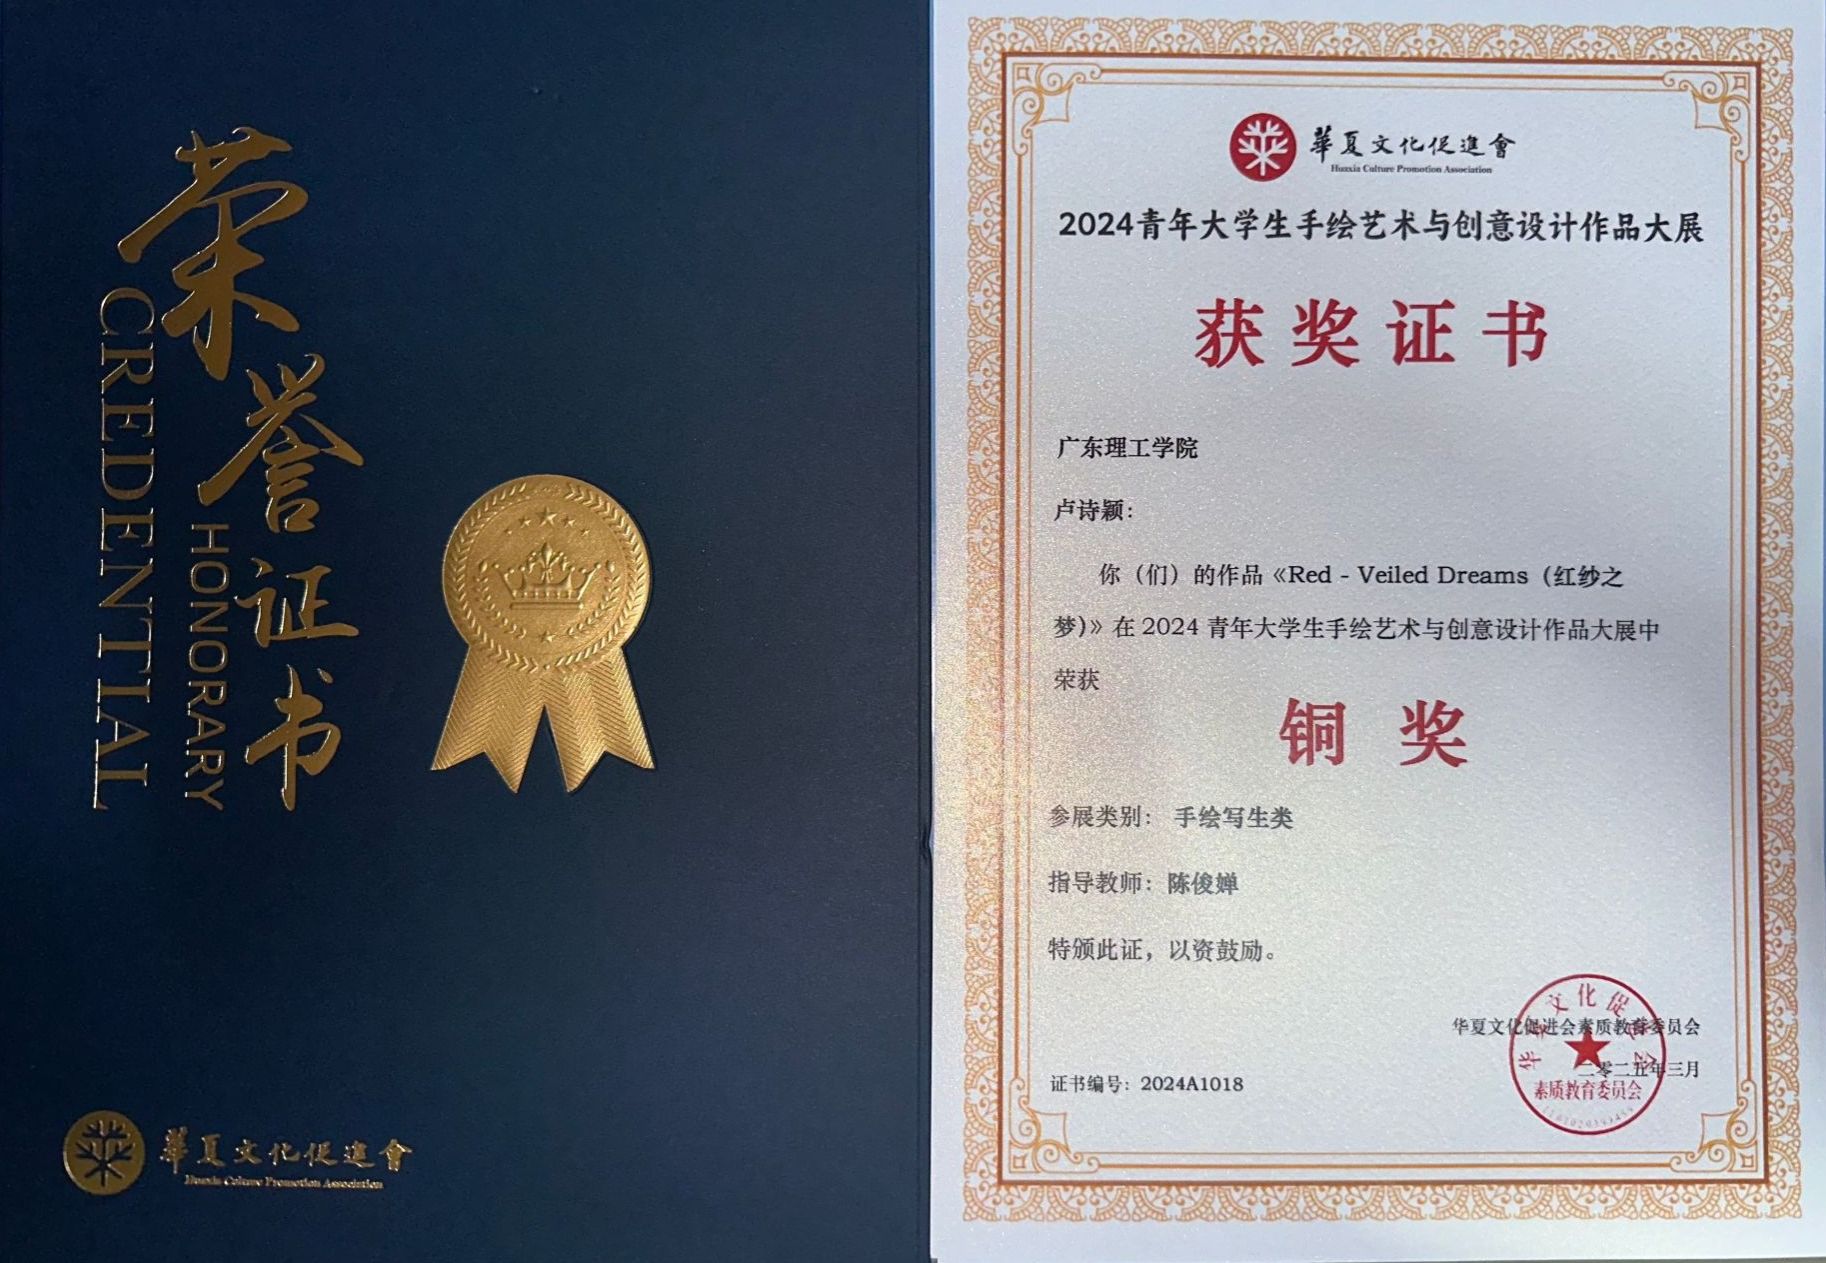 荣誉证书
HONORARY
CREDENTIAL
華夏文化促進會
Huaxia Culture Promotion Association
華夏文化促進會
Huaxia Culture Promotion Association
2024青年大学生手绘艺术与创意设计作品大展
获奖证书
广东理工学院
卢诗颖：
你（们）的作品《Red - Veiled Dreams（红纱之
梦）》在 2024 青年大学生手绘艺术与创意设计作品大展中
荣获
铜奖
参展类别： 手绘写生类
指导教师：陈俊婵
特颁此证，以资鼓励。
华夏文化促进会素质教育委员会
二零二五年三月
证书编号：2024A1018
华夏文化促进会
素质教育委员会